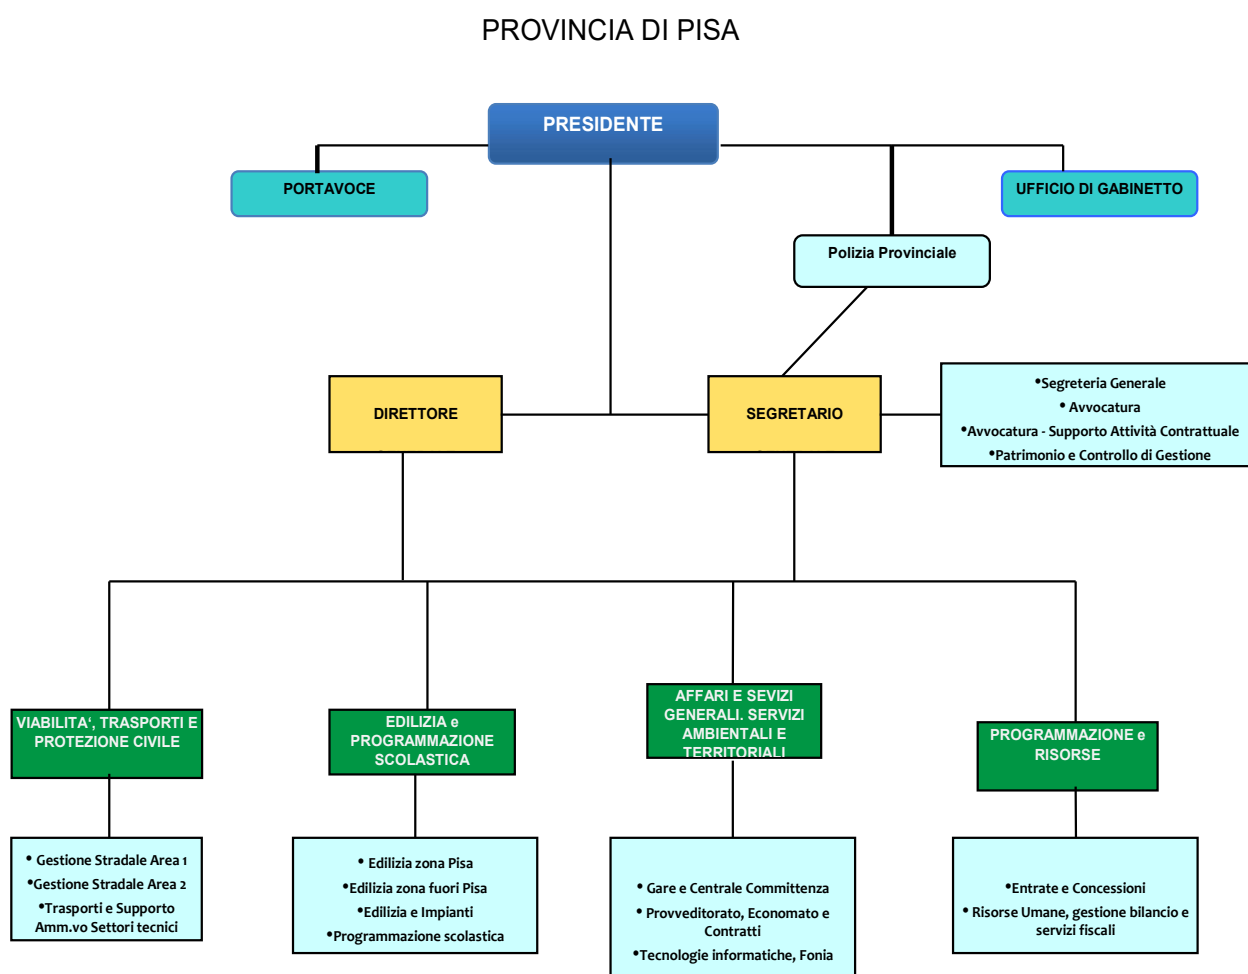 PROVINCIA DI PISA
PRESIDENTE
PORTAVOCE
UFFICIO DI GABINETTO
Polizia Provinciale
DIRETTORE
SEGRETARIO
•Segreteria Generale
• Avvocatura
•Avvocatura - Supporto Attività Contrattuale
•Patrimonio e Controllo di Gestione
VIABILITA‘, TRASPORTI E
PROTEZIONE CIVILE
EDILIZIA e
PROGRAMMAZIONE
SCOLASTICA
AFFARI E SEVIZI
GENERALI. SERVIZI
AMBIENTALI E
TERRITORIALI
PROGRAMMAZIONE e
RISORSE
• Gestione Stradale Area 1
•Gestione Stradale Area 2
•Trasporti e Supporto
Amm.vo Settori tecnici
• Edilizia zona Pisa
•Edilizia zona fuori Pisa
•Edilizia e Impianti
•Programmazione scolastica
• Gare e Centrale Committenza
• Provveditorato, Economato e
Contratti
•Tecnologie informatiche, Fonia
•Entrate e Concessioni
• Risorse Umane, gestione bilancio e
servizi fiscali